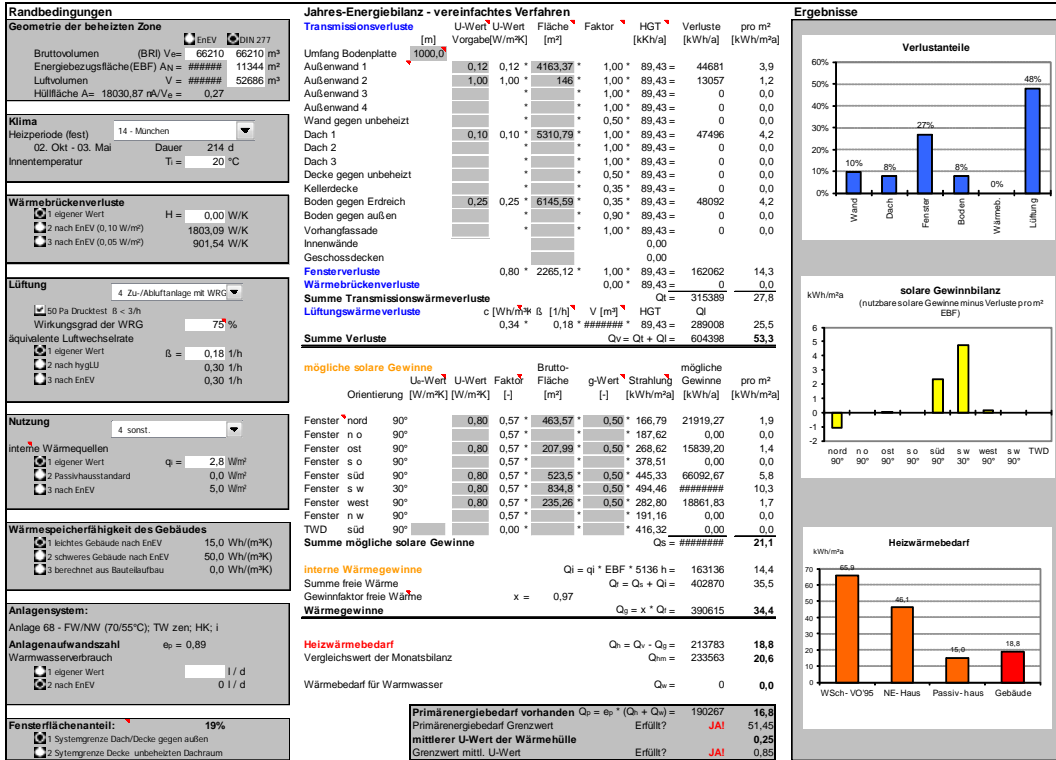 Randbedingungen
Geometrie der beheizten Zone
EnEV DIN 277
Bruttovolumen (BRI) Ve= 66210 66210 m³
Energiebezugsfläche(EBF) AN = ###### 11344 m²
Luftvolumen V = ###### 52686 m³
Hüllfläche A= 18030,87 m²A/Ve = 0,27
Klima
Heizperiode (fest) 14 - München
02. Okt - 03. Mai Dauer 214 d
Innentemperatur Ti = 20 °C
Wärmebrückenverluste
1 eigener Wert H = 0,00 W/K
2 nach EnEV (0,10 W/m²) 1803,09 W/K
3 nach EnEV (0,05 W/m²) 901,54 W/K
Lüftung
4 Zu-/Abluftanlage mit WRG
50 Pa Drucktest ß < 3/h
Wirkungsgrad der WRG 75 %
äquivalente Luftwechselrate
1 eigener Wert ß = 0,18 1/h
2 nach hygLU 0,30 1/h
3 nach EnEV 0,30 1/h
Nutzung
4 sonst.
interne Wärmequellen
1 eigener Wert qi = 2,8 W/m²
2 Passivhausstandard 0,0 W/m²
3 nach EnEV 5,0 W/m²
Wärmespeicherfähigkeit des Gebäudes
1 leichtes Gebäude nach EnEV 15,0 Wh/(m³K)
2 schweres Gebäude nach EnEV 50,0 Wh/(m³K)
3 berechnet aus Bauteilaufbau 0,0 Wh/(m³K)
Anlagensystem:
Anlage 68 - FW/NW (70/55°C); TW zen; HK; i
Anlagenaufwandszahl ep = 0,89
Warmwasserverbrauch
1 eigener Wert l / d
2 nach EnEV 0 l / d
Fensterflächenanteil: 19%
1 Systemgrenze Dach/Decke gegen außen
2 Sytemgrenze Decke unbeheizten Dachraum
Jahres-Energiebilanz - vereinfachtes Verfahren
Transmissionsverluste U-Wert U-Wert Fläche Faktor HGT Verluste pro m²
[m] Vorgabe [W/m²K] [m²] [kKh/a] [kWh/a] [kWh/m²a]
Umfang Bodenplatte 1000,0
Außenwand 1 0,12 0,12 * 4163,37 * 1,00 * 89,43 = 44681 3,9
Außenwand 2 1,00 1,00 * 146 * 1,00 * 89,43 = 13057 1,2
Außenwand 3 * * 1,00 * 89,43 = 0 0,0
Außenwand 4 * * 1,00 * 89,43 = 0 0,0
Wand gegen unbeheizt * * 0,50 * 89,43 = 0 0,0
Dach 1 0,10 0,10 * 5310,79 * 1,00 * 89,43 = 47496 4,2
Dach 2 * * 1,00 * 89,43 = 0 0,0
Dach 3 * * 1,00 * 89,43 = 0 0,0
Decke gegen unbeheizt * * 0,50 * 89,43 = 0 0,0
Kellerdecke * * 0,35 * 89,43 = 0 0,0
Boden gegen Erdreich 0,25 0,25 * 6145,59 * 0,35 * 89,43 = 48092 4,2
Boden gegen außen * * 0,90 * 89,43 = 0 0,0
Vorhangfassade * * 1,00 * 89,43 = 0 0,0
Innenwände 0,00
Geschossdecken 0,00
Fensterverluste 0,80 * 2265,12 * 1,00 * 89,43 = 162062 14,3
Wärmebrückenverluste 0,00 * 89,43 = 0 0,0
Summe Transmissionswärmeverluste Qt = 315389 27,8
Lüftungswärmeverluste c [Wh/m³K] ß [1/h] V [m³] HGT Ql
0,34 * 0,18 * ####### * 89,43 = 289008 25,5
Summe Verluste Qv = Qt + Ql = 604398 53,3
mögliche solare Gewinne Brutto- mögliche
Ue-Wert U-Wert Faktor Fläche g-Wert Strahlung Gewinne pro m²
Orientierung [W/m²K] [W/m²K] [-] [m²] [-] [kWh/m²a] [kWh/a] [kWh/m²a]
Fenster nord 90° 0,80 0,57 * 463,57 * 0,50 * 166,79 21919,27 1,9
Fenster n o 90° 0,57 * * * 187,62 0,00 0,0
Fenster ost 90° 0,80 0,57 * 207,99 * 0,50 * 268,62 15839,20 1,4
Fenster s o 90° 0,57 * * * 378,51 0,00 0,0
Fenster süd 90° 0,80 0,57 * 523,5 * 0,50 * 445,33 66092,67 5,8
Fenster s w 30° 0,80 0,57 * 834,8 * 0,50 * 494,46 ######## 10,3
Fenster west 90° 0,80 0,57 * 235,26 * 0,50 * 282,80 18861,83 1,7
Fenster n w 90° 0,57 * * * 191,16 0,00 0,0
TWD süd 90° 0,00 * * * 416,32 0,00 0,0
Summe mögliche solare Gewinne Qs = ######## 21,1
interne Wärmegewinne Qi = qi * EBF * 5136 h = 163136 14,4
Summe freie Wärme Qf = Qs + Qi = 402870 35,5
Gewinnfaktor freie Wärme x = 0,97
Wärmegewinne Qg = x * Qf = 390615 34,4
Heizwärmebedarf Qh = Qv - Qg = 213783 18,8
Vergleichswert der Monatsbilanz Qhm = 233563 20,6
Wärmebedarf für Warmwasser Qw = 0 0,0
Primärenergiebedarf vorhanden Qp = ep * (Qh + Qw) = 190267 16,8
Primärenergiebedarf Grenzwert Erfüllt? JA! 51,45
mittlerer U-Wert der Wärmehülle 0,25
Grenzwert mittl. U-Wert Erfüllt? JA! 0,85
Ergebnisse
Verlustanteile
60%
50%
40%
30%
20%
10%
0%
10% 8% 27% 8% 0% 48%
Wand Dach Fenster Boden Wärmeb. Lüftung
solare Gewinnbilanz
kWh/m²a (nutzbare solare Gewinne minus Verluste pro m²
EBF)
6
5
4
3
2
1
0
-1
-2
nord n o ost s o süd s w west s w TWD
90° 90° 90° 90° 90° 30° 90° 90°
Heizwärmebedarf
kWh/m²a
70
60
50
40
30
20
10
0
65,9 46,1 15,0 18,8
WSch- VO'95 NE- Haus Passiv- haus Gebäude